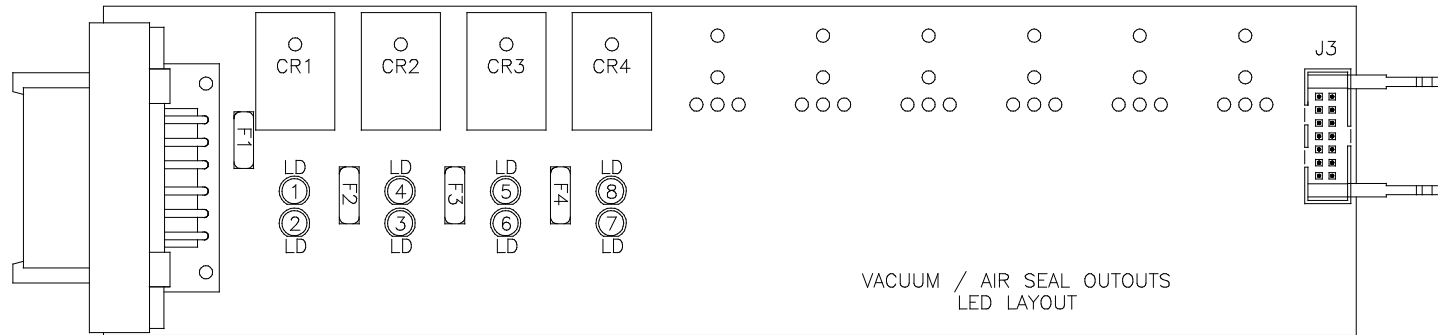 J3
CR1 CR2 CR3 CR4
F1
LD LD LD LD
1 F2 4 F3 5 F4 8
2 3 6 7
LD LD LD LD
VACUUM / AIR SEAL OUTOUTS
LED LAYOUT